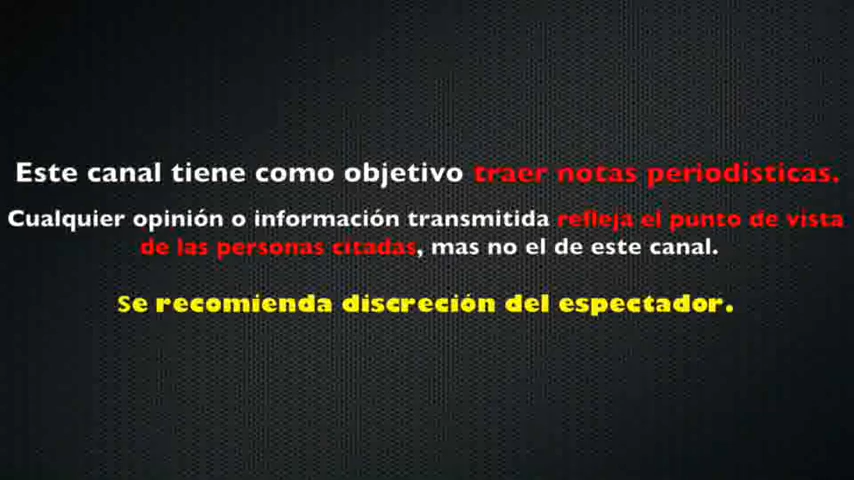 Este canal tiene como objetivo traer notas periodísticas.
Cualquier opinión o información transmitida refleja el punto de vista
de las personas citadas, mas no el de este canal.
Se recomienda discreción del espectador.